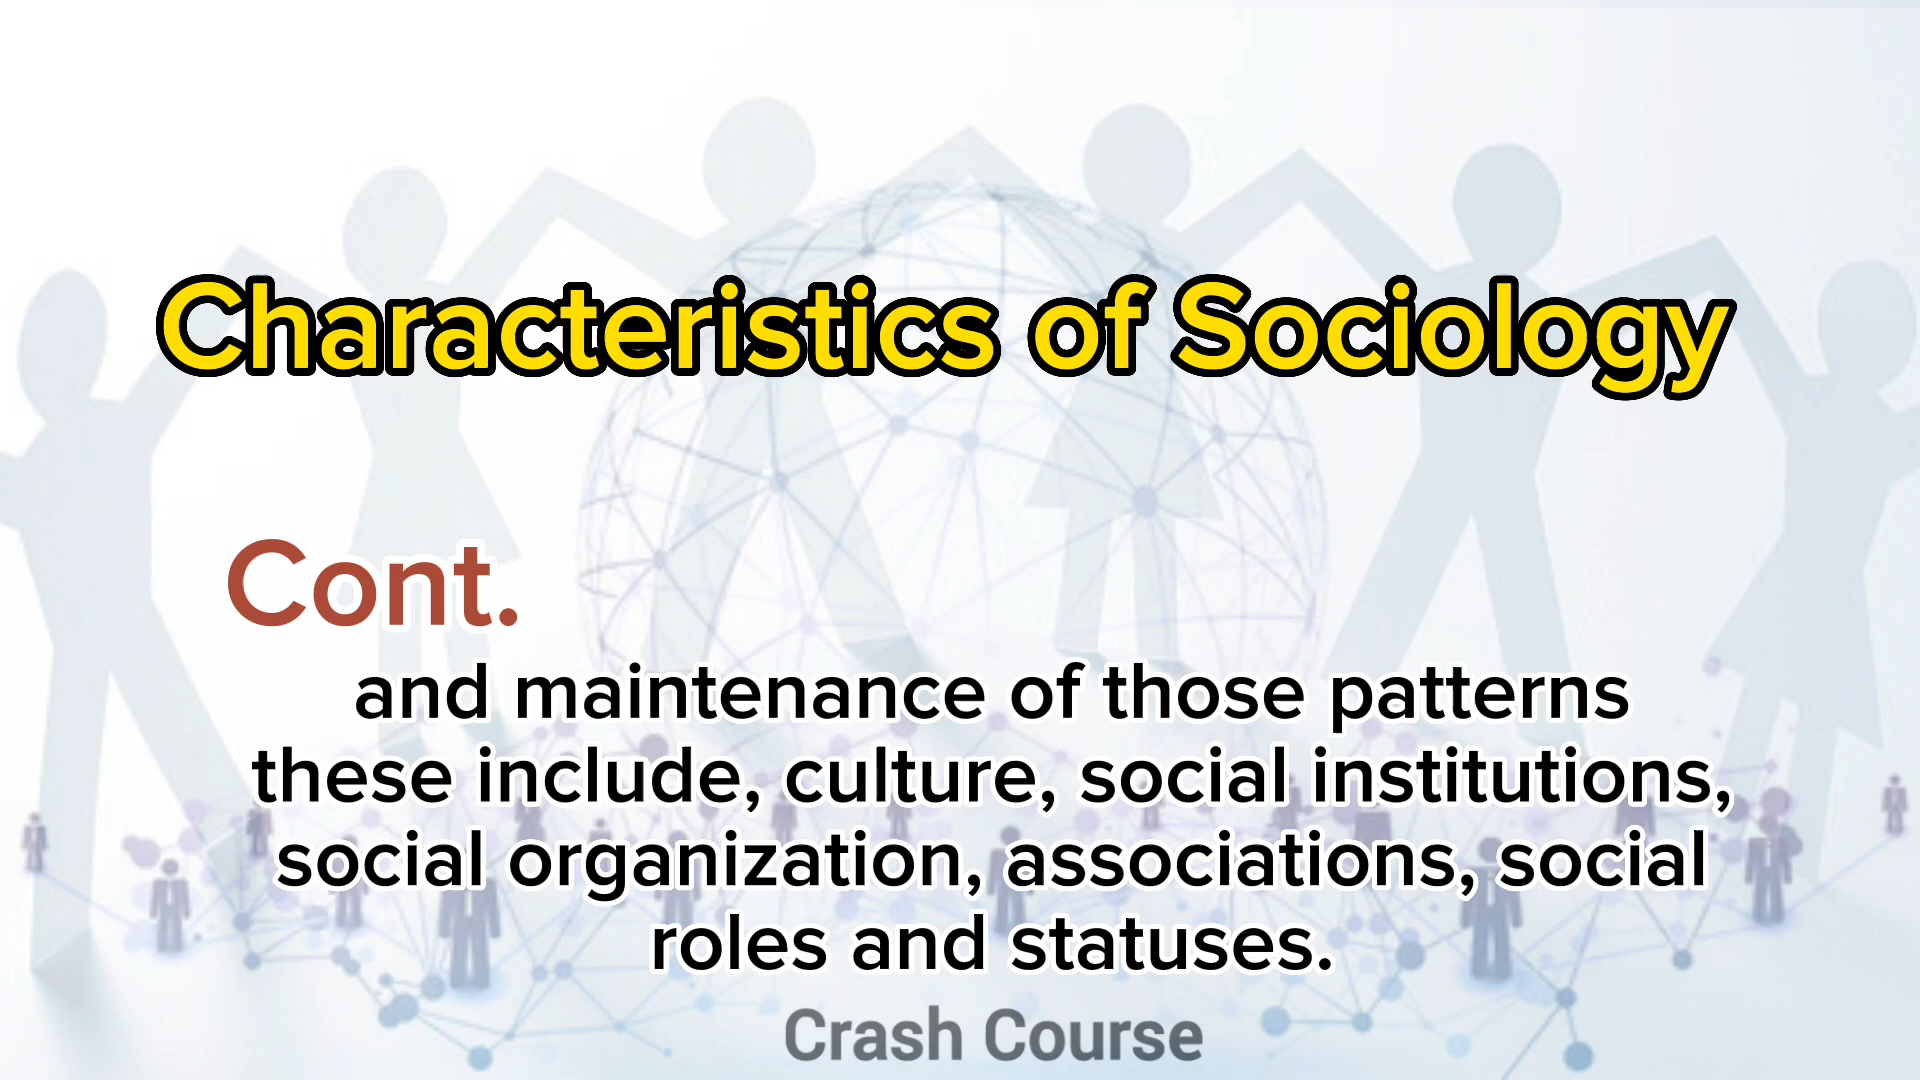 Characteristics of Sociology
Cont.
and maintenance of those patterns
these include, culture, social institutions,
social organization, associations, social
roles and statuses.
Crash Course